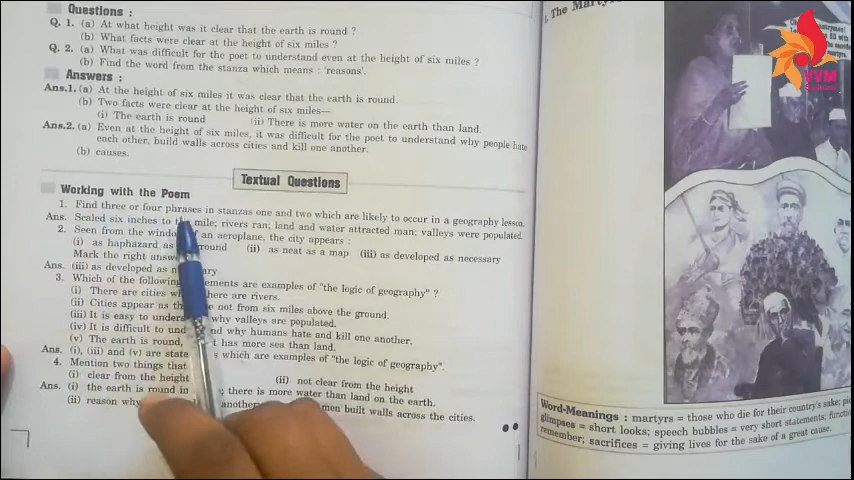 Questions :
Q. 1. (a) At what height was it clear that the earth is round ?
(b) What facts were clear at the height of six miles ?
Q. 2. (a) What was difficult for the poet to understand even at the height of six miles ?
(b) Find the word from the stanza which means : 'reasons'.
Answers :
Ans.1. (a) At the height of six miles it was clear that the earth is round.
(b) Two facts were clear at the height of six miles—
(i) The earth is round (ii) There is more water on the earth than land.
Ans.2. (a) Even at the height of six miles, it was difficult for the poet to understand why people hate
each other, build walls across cities and kill one another.
(b) causes.
Textual Questions
Working with the Poem
1. Find three or four phrases in stanzas one and two which are likely to occur in a geography lesson.
Ans. Scaled six inches to the mile; rivers ran; land and water attracted man; valleys were populated.
2. Seen from the window of an aeroplane, the city appears :
(i) as haphazard as round (ii) as neat as a map (iii) as developed as necessary
Mark the right
Ans. (iii) as developed as
3. Which of the following ements are examples of "the logic of geography" ?
(i) There are cities here are rivers.
(ii) Cities appear as not from six miles above the ground.
(iii) It is easy to why valleys are populated.
(iv) It is difficult to nd why humans hate and kill one another.
(v) The earth is round, t has more sea than land.
Ans. (i), (iii) and (v) are state s which are examples of "the logic of geography".
4. Mention two things that
(i) clear from the height (ii) not clear from the height
Ans. (i) the earth is round ; there is more water than land on the earth.
(ii) reason why another men built walls across the cities.
1. The
VVM
Word-Meanings : martyrs = those who die for their country's sake;
glimpses = short looks; speech bubbles = very short statements;
remember; sacrifices = giving lives for the sake of a great cause.